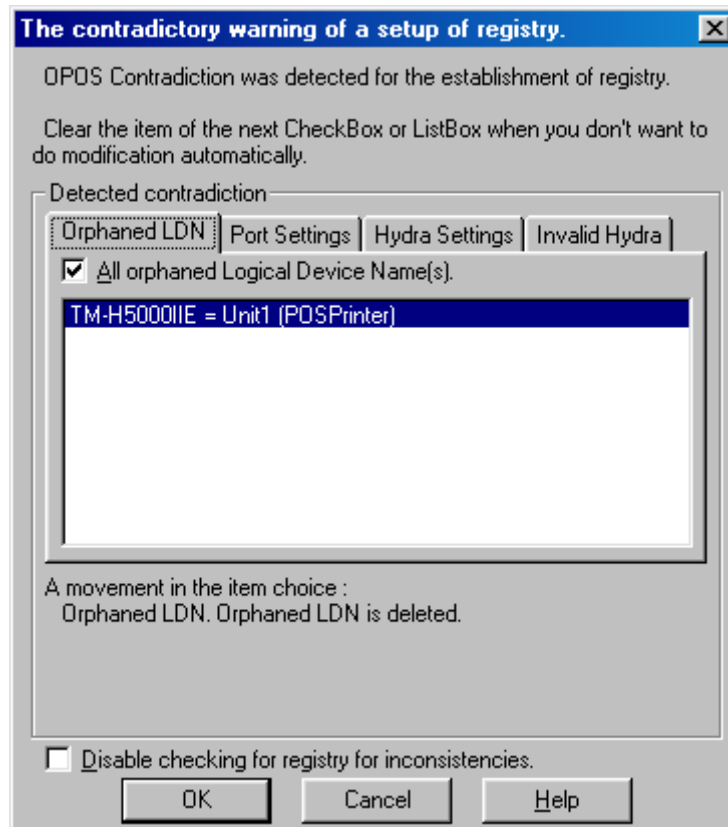 The contradictory warning of a setup of registry.
OPOS Contradiction was detected for the establishment of registry.
Clear the item of the next CheckBox or ListBox when you don't want to
do modification automatically.
Detected contradiction
Orphaned LDN Port Settings Hydra Settings Invalid Hydra
All orphaned Logical Device Name(s).
TM-H5000IIE = Unit1 (POSPrinter)
A movement in the item choice :
Orphaned LDN. Orphaned LDN is deleted.
Disable checking for registry for inconsistencies.
OK Cancel Help